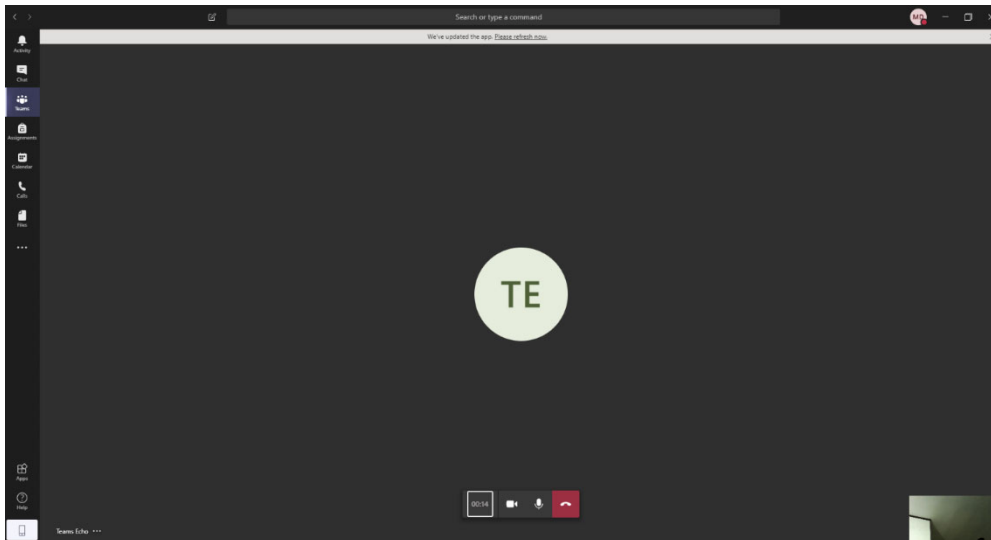 Search or type a command
MD
We've updated the app. Please refresh now.
Activity
Chat
Teams
Assignments
Calendar
Calls
Files
TE
Apps
Help
00:14
Teams Echo